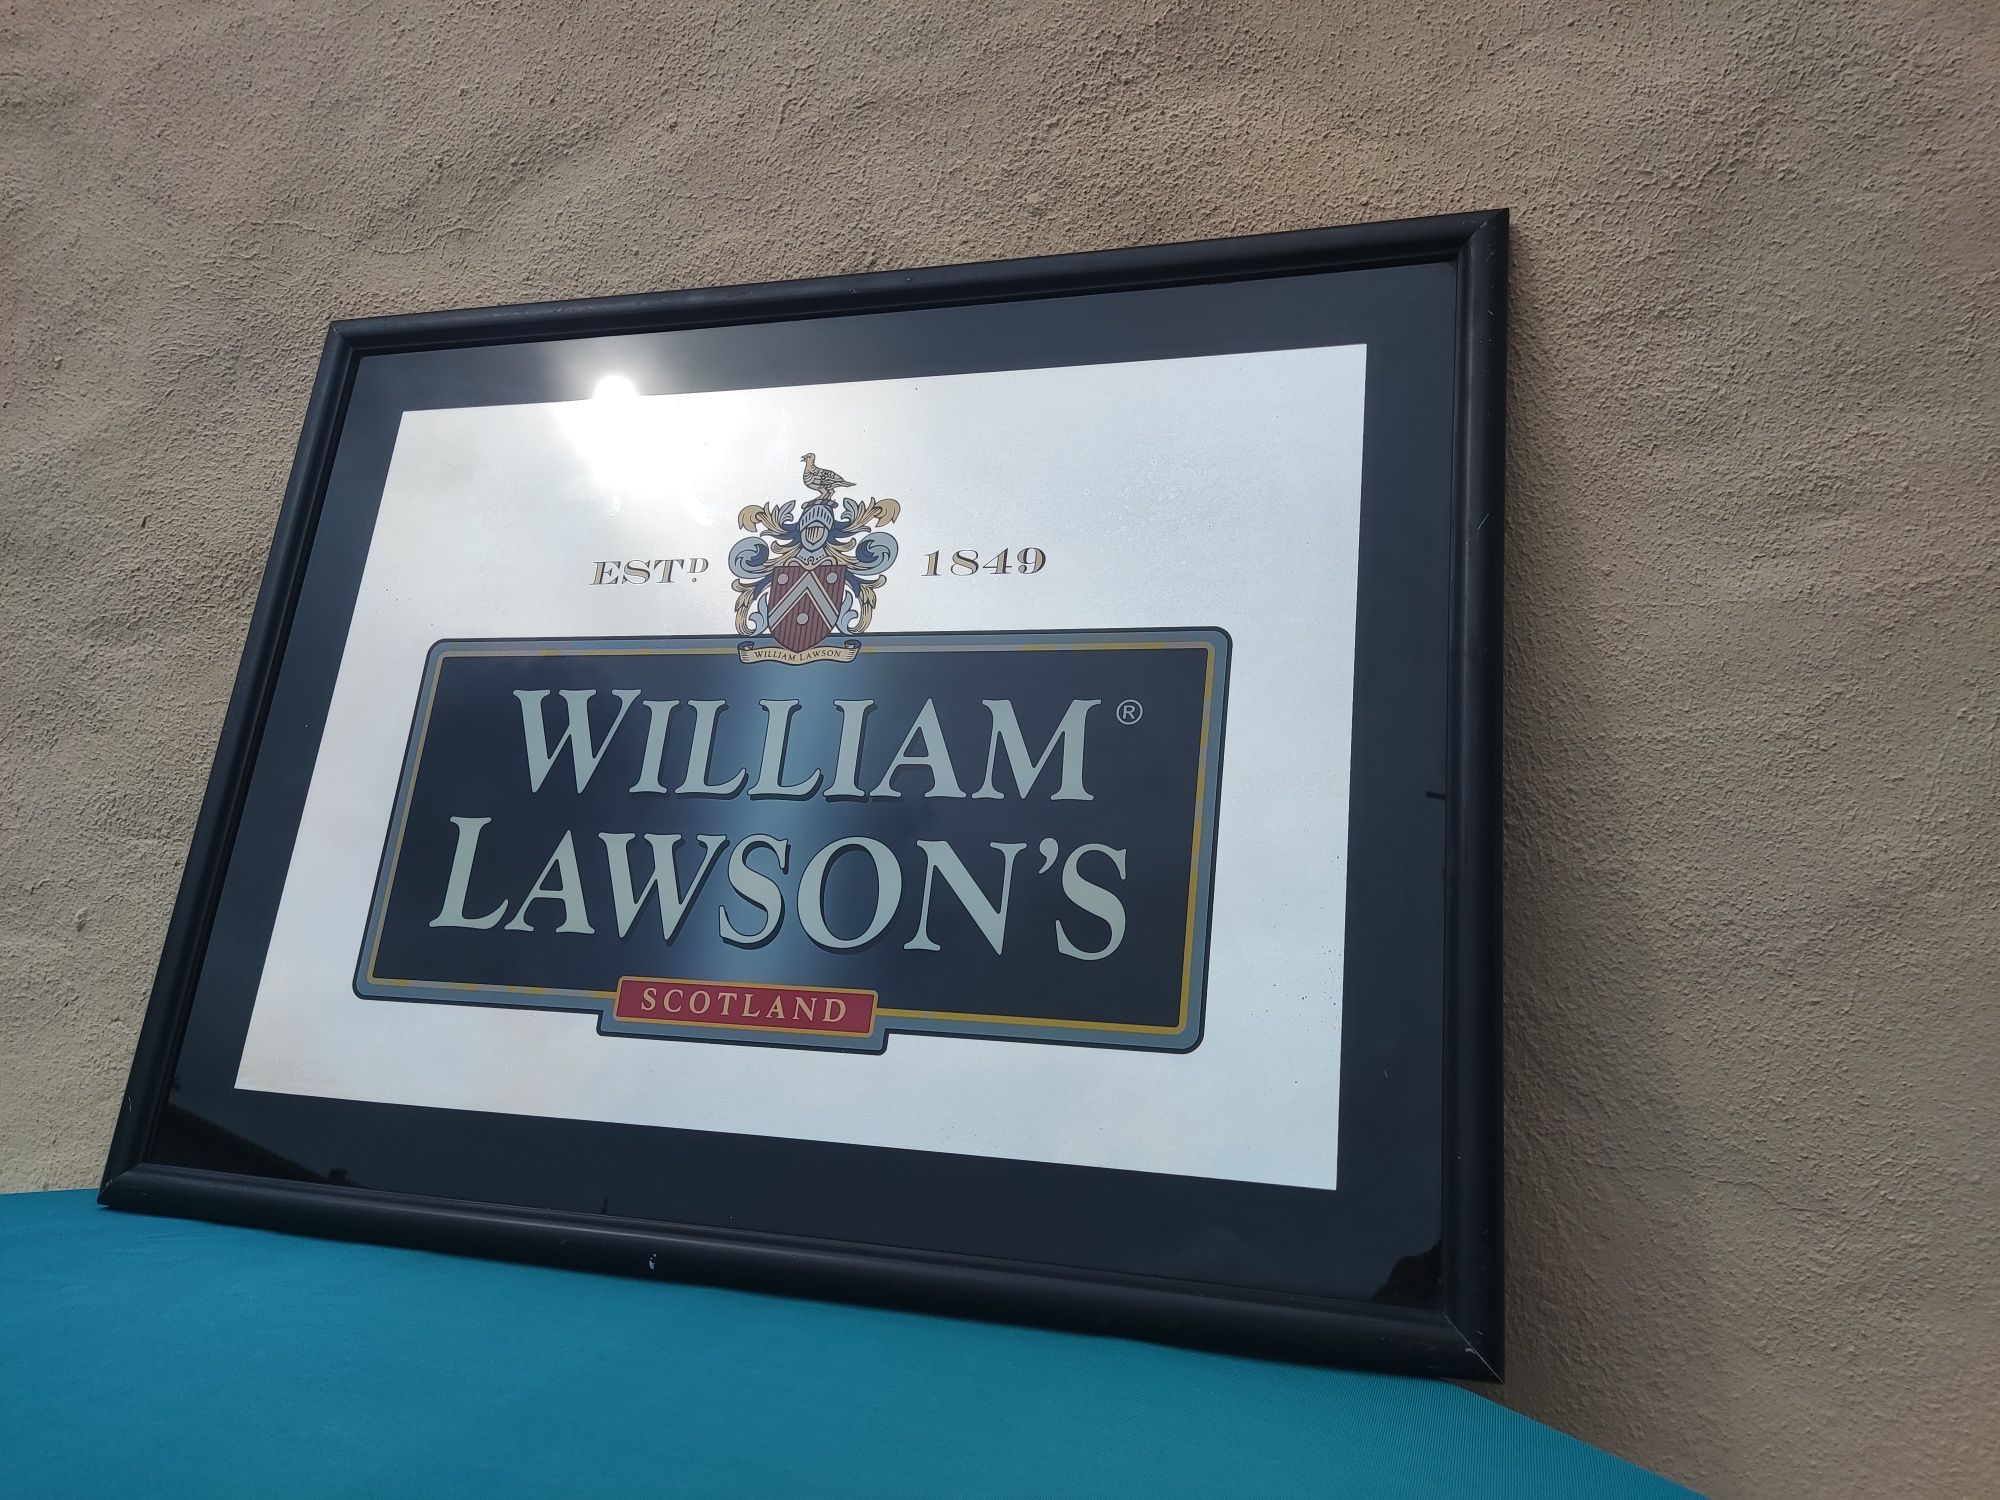 ESTD. 1849
WILLIAM LAWSON
WILLIAM®
LAWSON'S
SCOTLAND